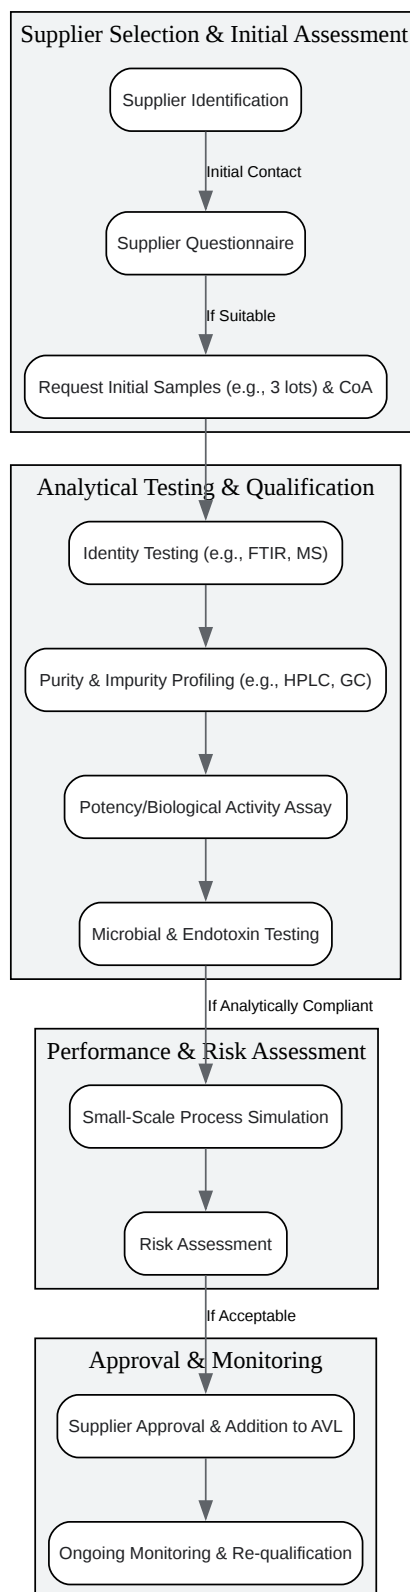 Supplier Selection & Initial Assessment
Supplier Identification
Initial Contact
Supplier Questionnaire
If Suitable
Request Initial Samples (e.g., 3 lots) & CoA
Analytical Testing & Qualification
Identity Testing (e.g., FTIR, MS)
Purity & Impurity Profiling (e.g., HPLC, GC)
Potency/Biological Activity Assay
Microbial & Endotoxin Testing
If Analytically Compliant
Performance & Risk Assessment
Small-Scale Process Simulation
Risk Assessment
If Acceptable
Approval & Monitoring
Supplier Approval & Addition to AVL
Ongoing Monitoring & Re-qualification